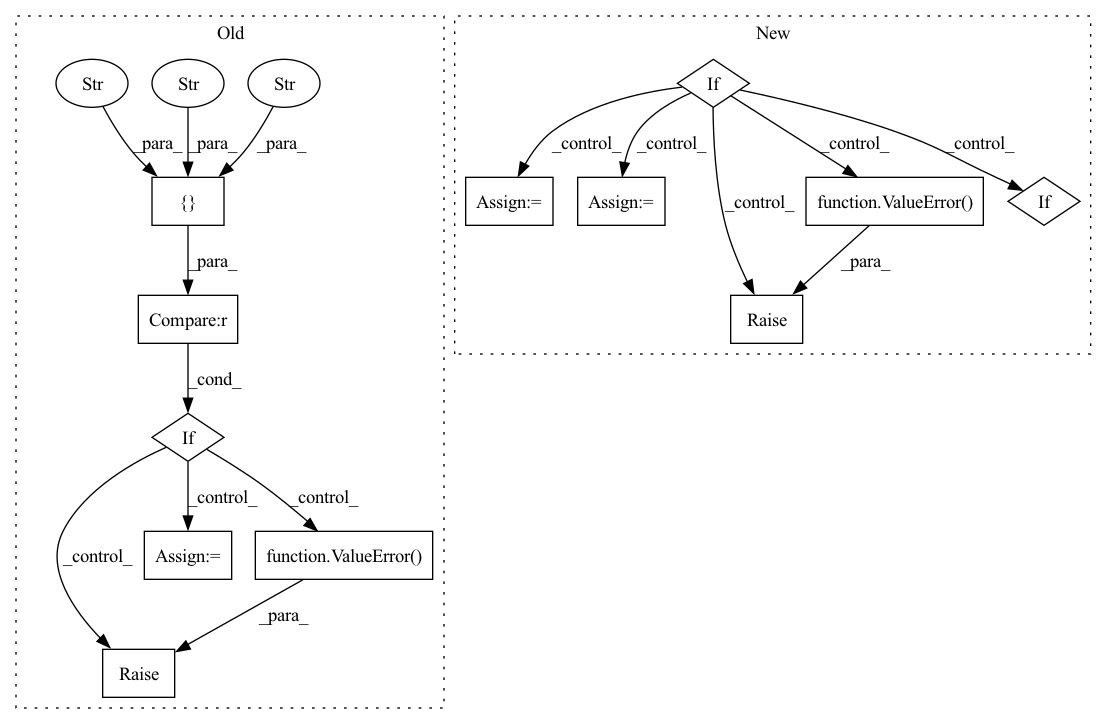 Old
New
Str
Str
Str
If
_para_
_para_
_para_
_control_
_control_
_control_
_control_
{}
Assign:=
Assign:=
function.ValueError()
If
_control_
_para_
_para_
Compare:r
Raise
_cond_
If
_control_
_control_
_control_
Assign:=
function.ValueError()
_para_
Raise